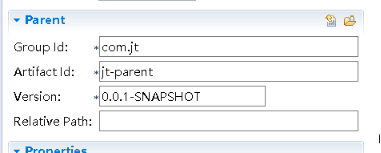 Parent
Group Id: *com.jt
Artifact Id: *jt-parent
Version: *0.0.1-SNAPSHOT
Relative Path:
Properties